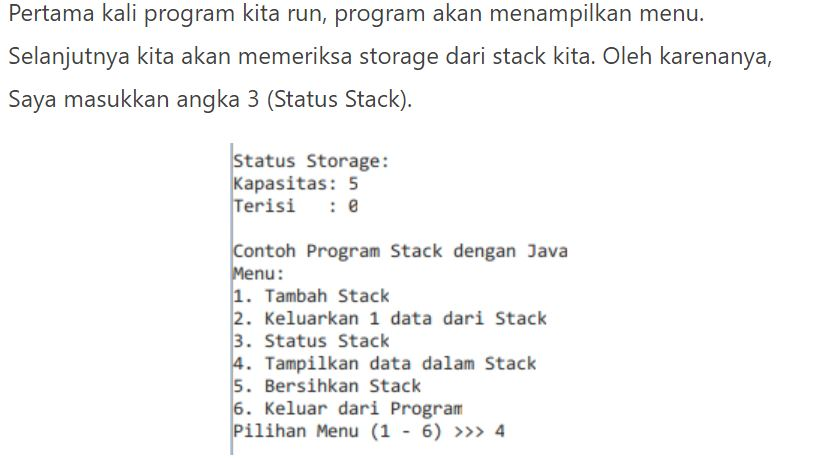 Pertama kali program kita run, program akan menampilkan menu.
Selanjutnya kita akan memeriksa storage dari stack kita. Oleh karenanya,
Saya masukkan angka 3 (Status Stack).
Status Storage:
Kapasitas: 5
Terisi   : 0
Contoh Program Stack dengan Java
Menu:
1. Tambah Stack
2. Keluarkan 1 data dari Stack
3. Status Stack
4. Tampilkan data dalam Stack
5. Bersihkan Stack
6. Keluar dari Program
Pilihan Menu (1 - 6) >>> 4